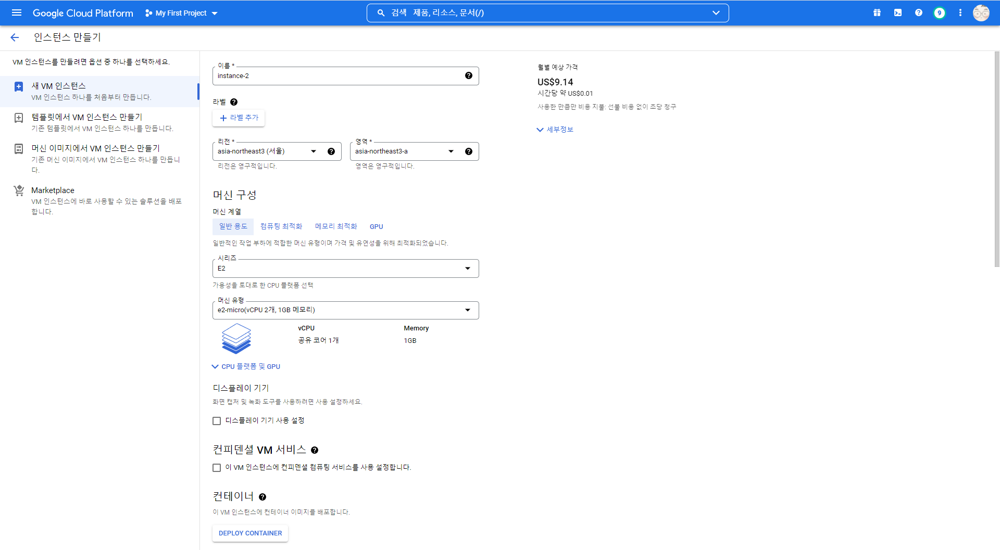 Google Cloud Platform
My First Project
검색 제품, 리소스, 문서(/)
9
인스턴스 만들기
VM 인스턴스를 만들려면 옵션 중 하나를 선택하세요.
새 VM 인스턴스
VM 인스턴스 하나를 처음부터 만듭니다.
템플릿에서 VM 인스턴스 만들기
기존 템플릿에서 VM 인스턴스 하나를 만듭니다.
머신 이미지에서 VM 인스턴스 만들기
기존 머신 이미지에서 VM 인스턴스 하나를 만듭니
다.
Marketplace
VM 인스턴스에 바로 사용할 수 있는 솔루션을 배포
합니다.
이름 *
instance-2
라벨
라벨 추가
리전 *
asia-northeast3 (서울)
리전은 영구적입니다.
영역 *
asia-northeast3-a
영역은 영구적입니다.
머신 구성
머신 계열
일반 용도 컴퓨팅 최적화 메모리 최적화 GPU
일반적인 작업 부하에 적합한 머신 유형이며 가격 및 유연성을 위해 최적화되었습니다.
시리즈
E2
가용성을 토대로 한 CPU 플랫폼 선택
머신 유형
e2-micro(vCPU 2개, 1GB 메모리)
vCPU
공유 코어 1개
Memory
1GB
CPU 플랫폼 및 GPU
디스플레이 기기
화면 캡처 및 녹화 도구를 사용하려면 사용 설정하세요.
디스플레이 기기 사용 설정
컨피덴셜 VM 서비스
이 VM 인스턴스에 컨피덴셜 컴퓨팅 서비스를 사용 설정합니다.
컨테이너
이 VM 인스턴스에 컨테이너 이미지를 배포합니다.
DEPLOY CONTAINER
월별 예상 가격
US$9.14
시간당 약 US$0.01
사용한 만큼만 비용 지불: 선불 비용 없이 초당 청구
세부정보